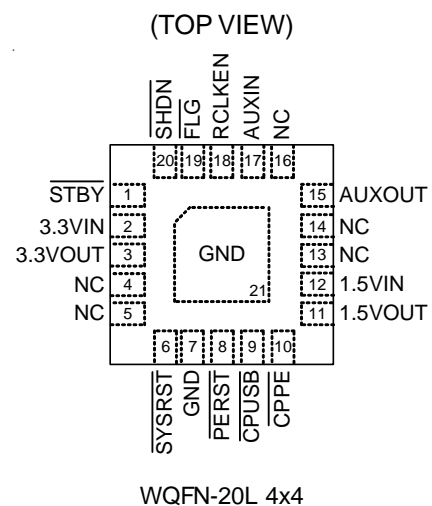 (TOP VIEW)
SHDN
FLG
RCLKEN
AUXIN
NC
20 19 18 17 16
STBY 1
3.3VIN 2
3.3VOUT 3
NC 4
NC 5
GND
21
15 AUXOUT
14 NC
13 NC
12 1.5VIN
11 1.5VOUT
6 7 8 9 10
SYSRST
GND
PERST
CPUSB
CPPE
WQFN-20L 4x4